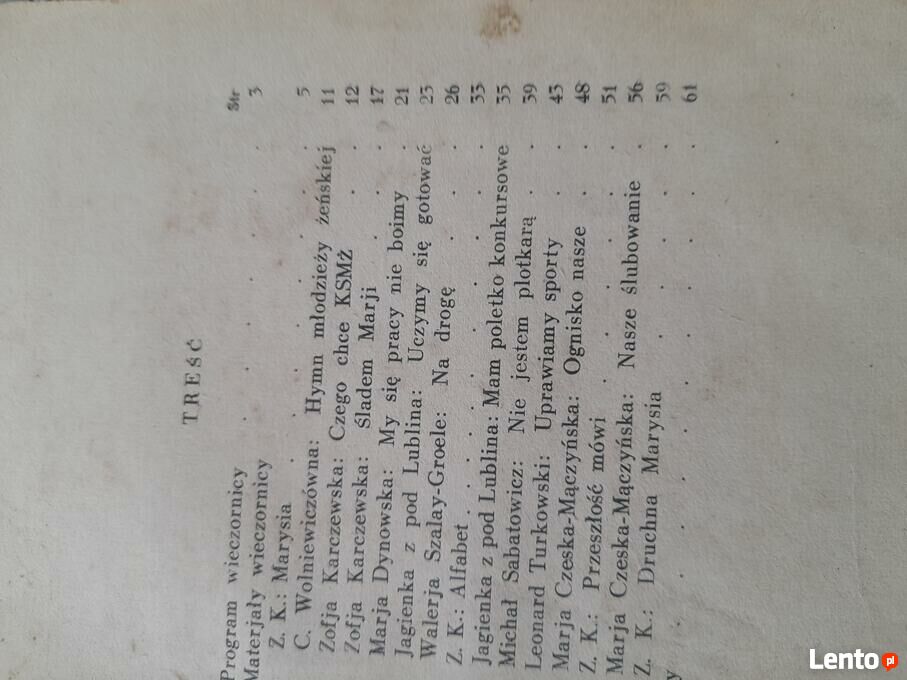 TREŚĆ
Str
Program wieczornicy . . . . 3
Materjały wieczornicy
Z. K.: Marysia . . . . . . 5
C. Wolniewiczówna: Hymn młodzieży żeńskiej 11
Zofja Karczewska: Czego chce KSMŻ . . 12
Zofja Karczewska: Śladem Marji . . . 17
Marja Dynowska: My się pracy nie boimy . 21
Jagienka z pod Lublina: Uczymy się gotować 23
Walerja Szalay-Groele: Na drogę . . . 26
Z. K.: Alfabet . . . . . . . 33
Jagienka z pod Lublina: Mam poletko konkursowe 35
Michał Sabatowicz: Nie jestem plotkarą . . 39
Leonard Turkowski: Uprawiamy sporty . . 43
Marja Czeska-Mączyńska: Ognisko nasze . . 48
Z. K.: Przeszłość mówi . . . . . 51
Marja Czeska-Mączyńska: Nasze ślubowanie . 56
Z. K.: Druchna Marysia . . . . 59
y . . . . . . . 61
Lento.pl